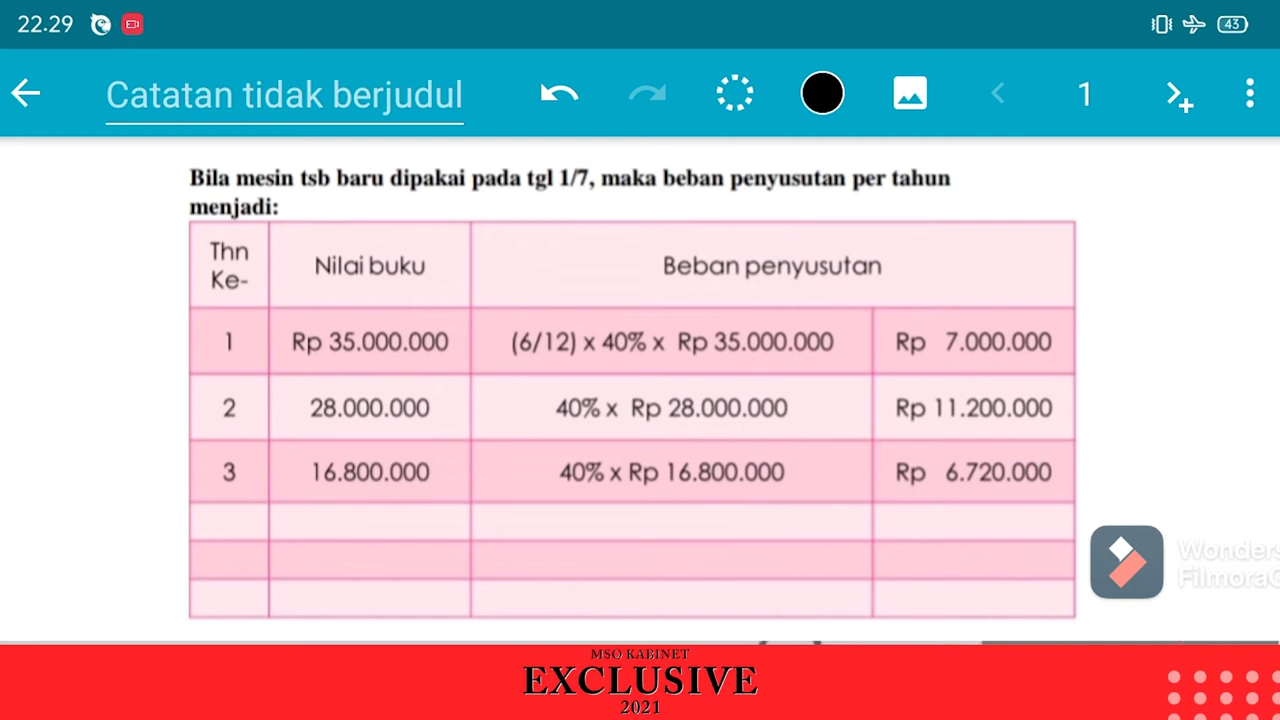 22.29
43
Catatan tidak berjudul
1
Bila mesin tsb baru dipakai pada tgl 1/7, maka beban penyusutan per tahun
menjadi:
Thn
Ke-
Nilai buku
Beban penyusutan
1
Rp 35.000.000
(6/12) x 40% x Rp 35.000.000
Rp 7.000.000
2
28.000.000
40% x Rp 28.000.000
Rp 11.200.000
3
16.800.000
40% x Rp 16.800.000
Rp 6.720.000
Wonders
FilmoraG
MSO KABINET
EXCLUSIVE
2021